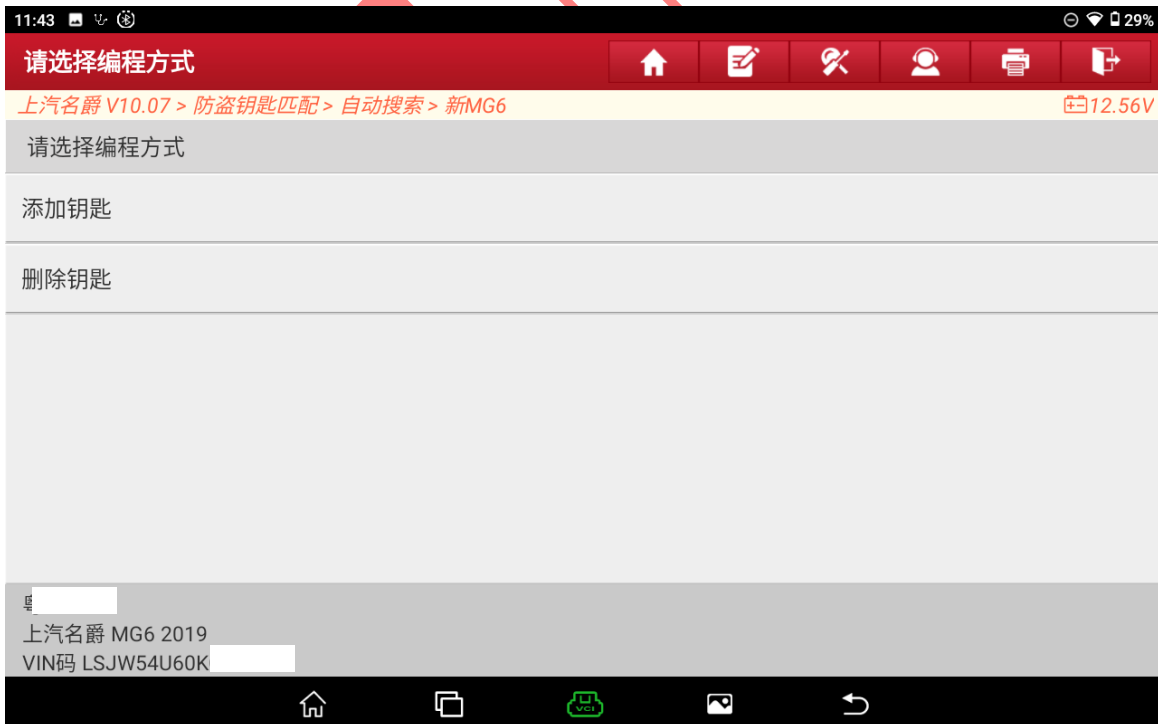 11:43
29%
请选择编程方式
上汽名爵 V10.07 > 防盗钥匙匹配 > 自动搜索 > 新MG6
12.56V
请选择编程方式
添加钥匙
删除钥匙
上汽名爵 MG6 2019
VIN码 LSJW54U60K
VCI